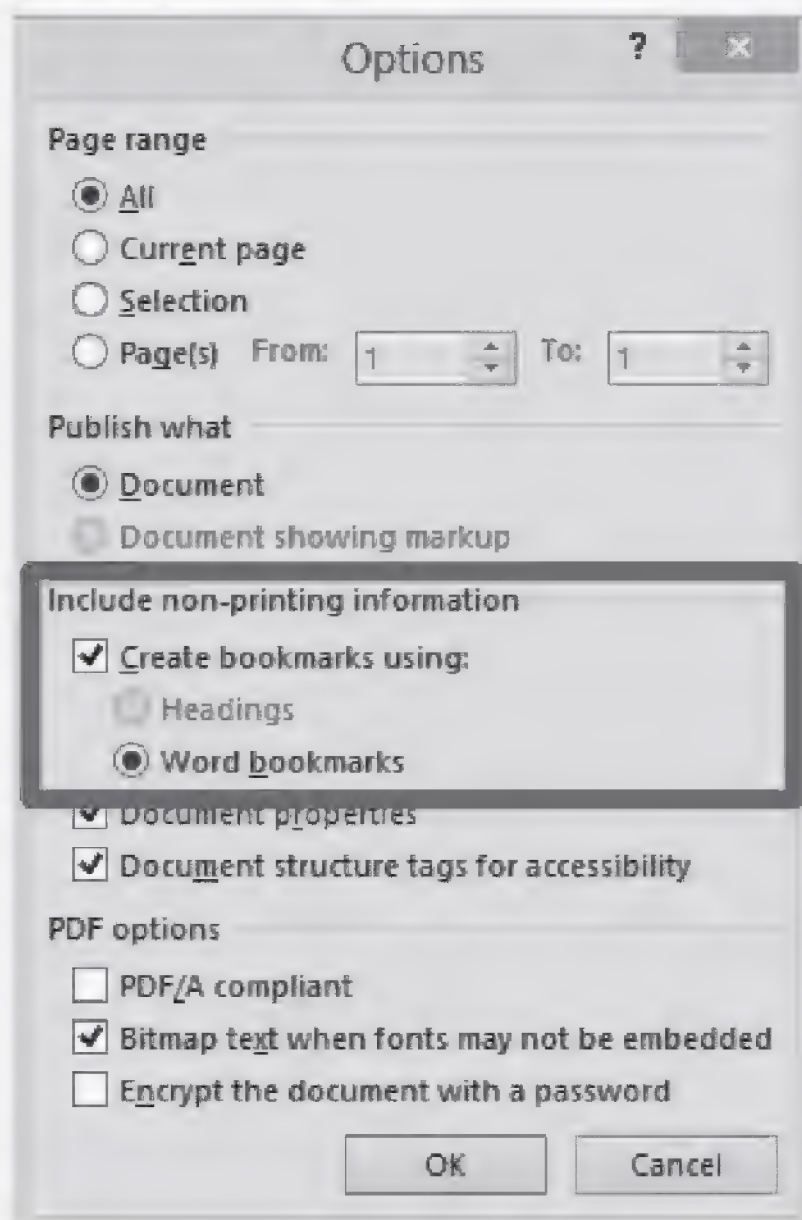 Options ?
Page range
All
Current page
Selection
Page(s) From: 1 To: 1
Publish what
Document
Document showing markup
Include non-printing information
Create bookmarks using:
Headings
Word bookmarks
Document properties
Document structure tags for accessibility
PDF options
PDF/A compliant
Bitmap text when fonts may not be embedded
Encrypt the document with a password
OK Cancel